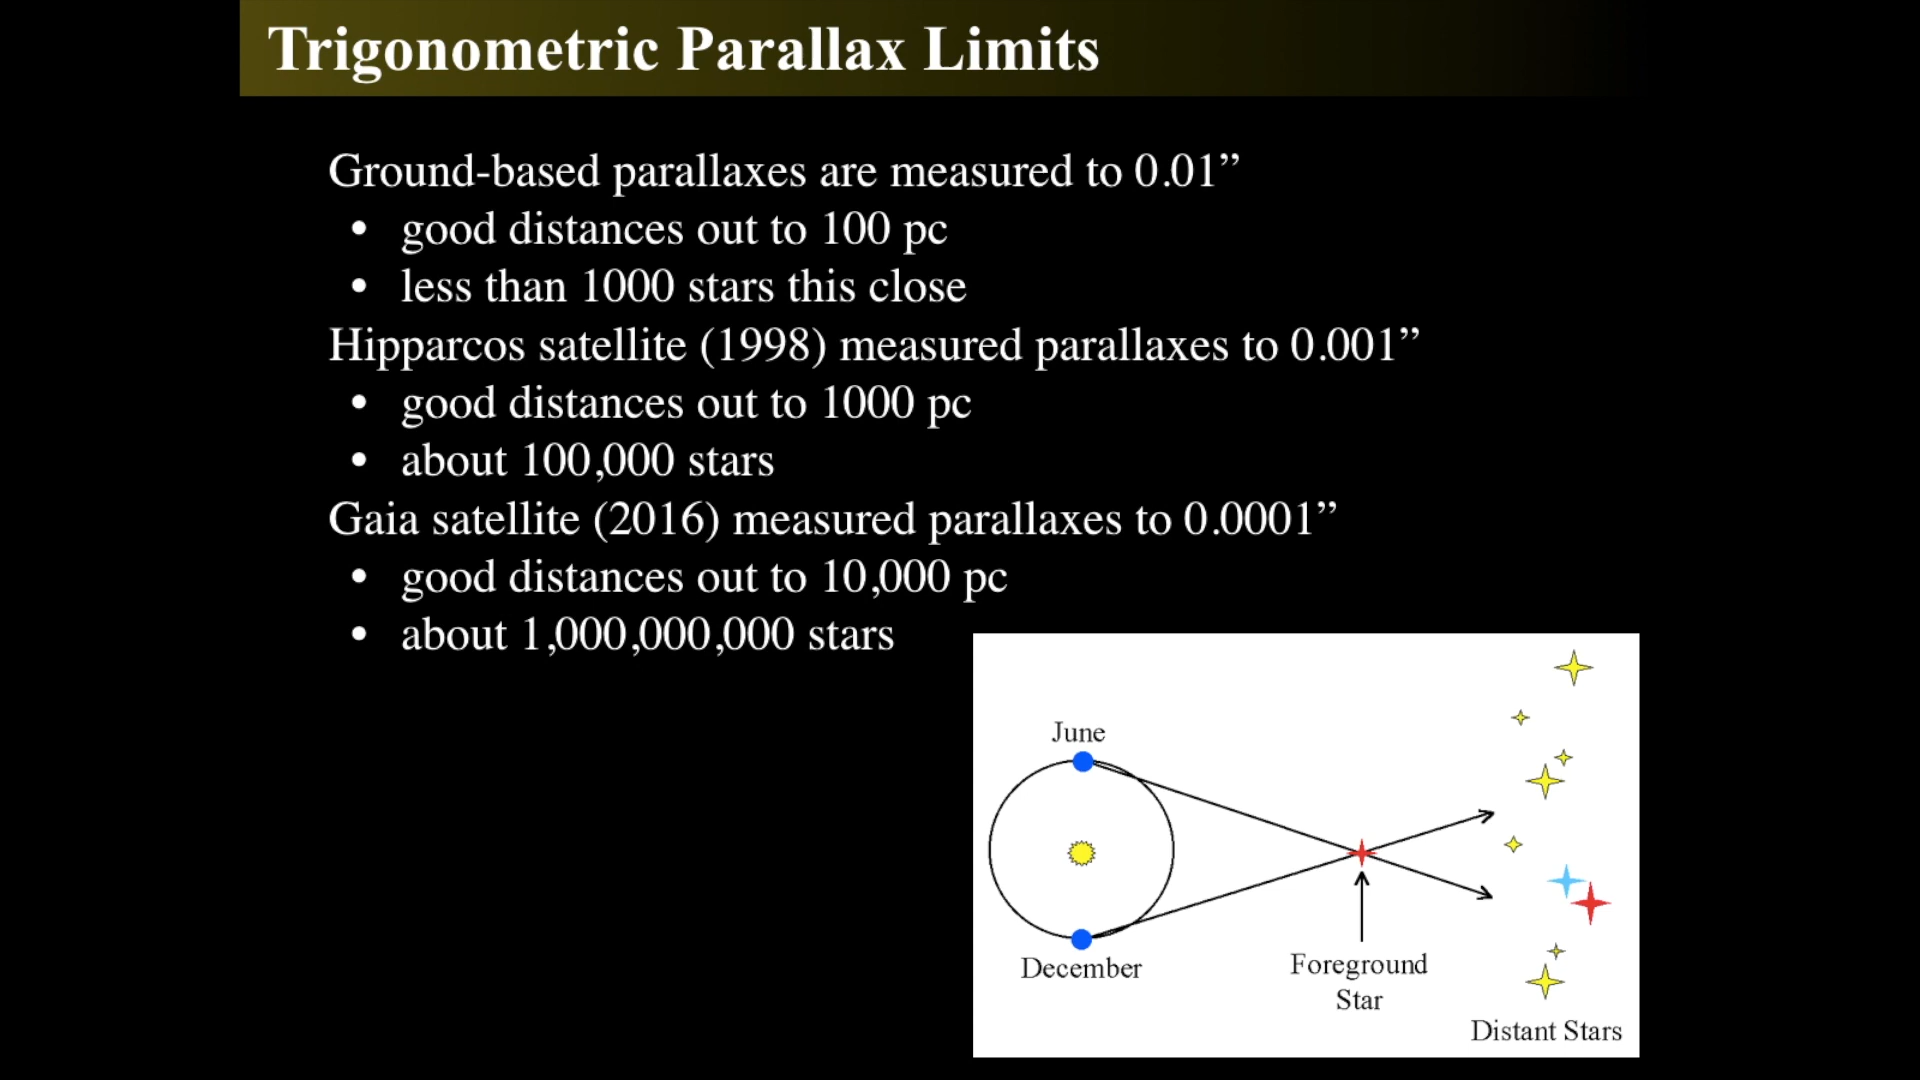 Trigonometric Parallax Limits
Ground-based parallaxes are measured to 0.01”
• good distances out to 100 pc
• less than 1000 stars this close
Hipparcos satellite (1998) measured parallaxes to 0.001”
• good distances out to 1000 pc
• about 100,000 stars
Gaia satellite (2016) measured parallaxes to 0.0001”
• good distances out to 10,000 pc
• about 1,000,000,000 stars
June
December
Foreground
Star
Distant Stars